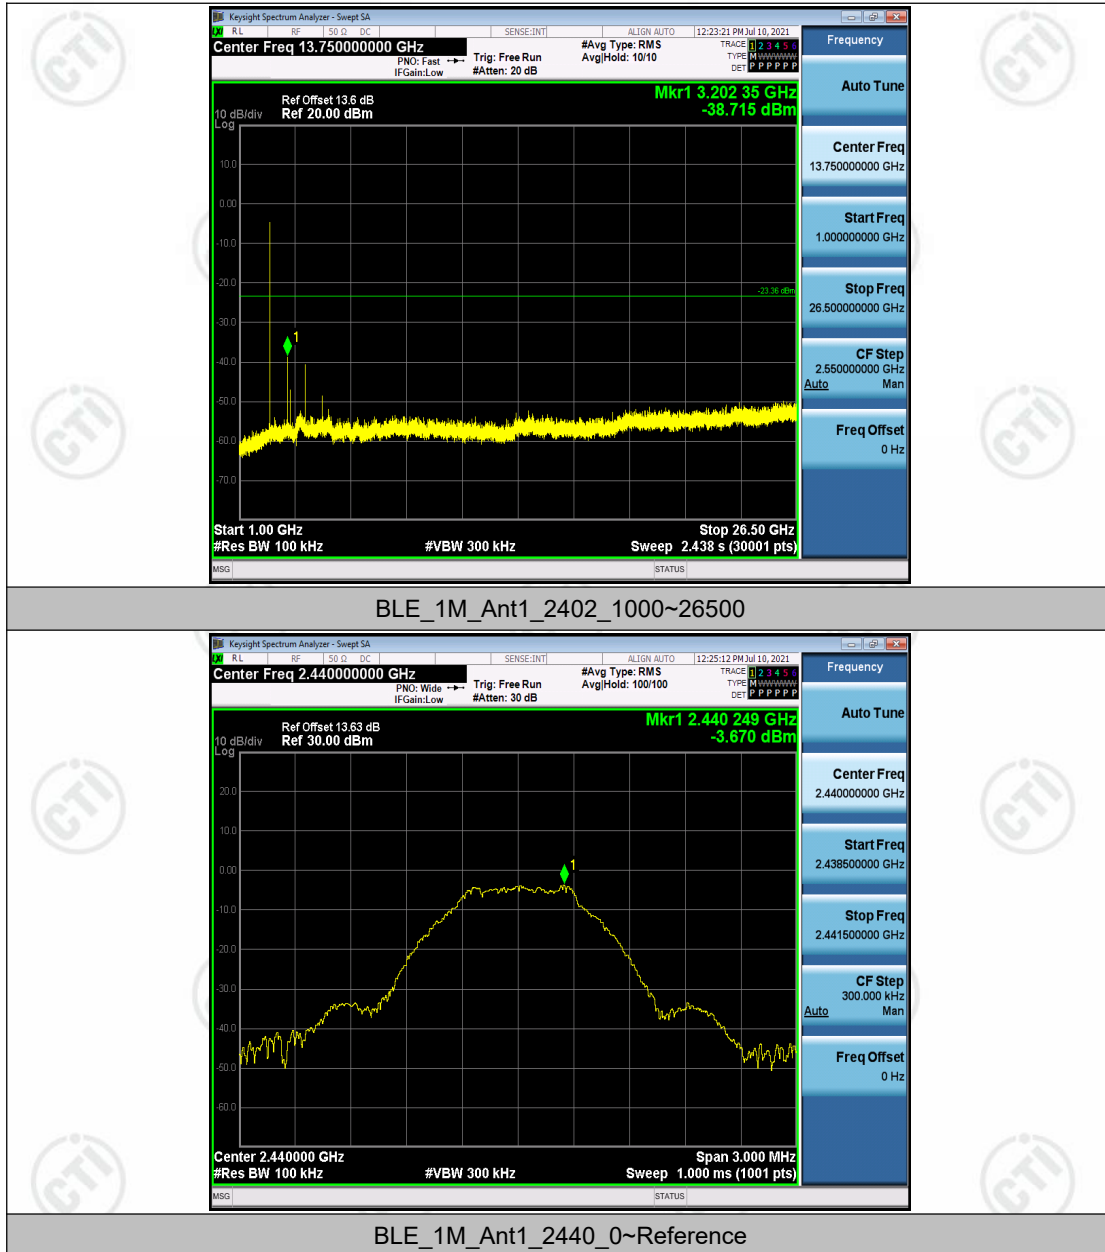 Keysight Spectrum Analyzer - Swept SA
RL RF 50 Ω DC SENSE:INT ALIGN AUTO 12:23:21 PM Jul 10, 2021
Center Freq 13.750000000 GHz
PNO: Fast
IFGain:Low
Trig: Free Run
#Atten: 20 dB
#Avg Type: RMS
Avg|Hold: 10/10
TRACE 1 2 3 4 5 6
TYPE M W W W W W
DET P P P P P P
Frequency
Auto Tune
Center Freq
13.750000000 GHz
Start Freq
1.000000000 GHz
Stop Freq
26.500000000 GHz
CF Step
2.550000000 GHz
Auto Man
Freq Offset
0 Hz
Mkr1 3.202 35 GHz
-38.715 dBm
Ref Offset 13.6 dB
10 dB/div Ref 20.00 dBm
Log
10.0
0.00
-10.0
-20.0
-23.36 dBm
1
-40.0
-50.0
-60.0
-70.0
Start 1.00 GHz Stop 26.50 GHz
#Res BW 100 kHz #VBW 300 kHz Sweep 2.438 s (30001 pts)
MSG STATUS
BLE_1M_Ant1_2402_1000~26500
Keysight Spectrum Analyzer - Swept SA
RL RF 50 Ω DC SENSE:INT ALIGN AUTO 12:25:12 PM Jul 10, 2021
Center Freq 2.440000000 GHz
PNO: Wide
IFGain:Low
Trig: Free Run
#Atten: 30 dB
#Avg Type: RMS
Avg|Hold: 100/100
TRACE 1 2 3 4 5 6
TYPE M W W W W W
DET P P P P P P
Frequency
Auto Tune
Center Freq
2.440000000 GHz
Start Freq
2.438500000 GHz
Stop Freq
2.441500000 GHz
CF Step
300.000 kHz
Auto Man
Freq Offset
0 Hz
Mkr1 2.440 249 GHz
-3.670 dBm
Ref Offset 13.63 dB
10 dB/div Ref 30.00 dBm
Log
20.0
10.0
0.00
1
-10.0
-20.0
-30.0
-40.0
-50.0
-60.0
Center 2.440000 GHz Span 3.000 MHz
#Res BW 100 kHz #VBW 300 kHz Sweep 1.000 ms (1001 pts)
MSG STATUS
BLE_1M_Ant1_2440_0~Reference
CTI
CTI
CTI
CTI
CTI
CTI
CTI
CTI